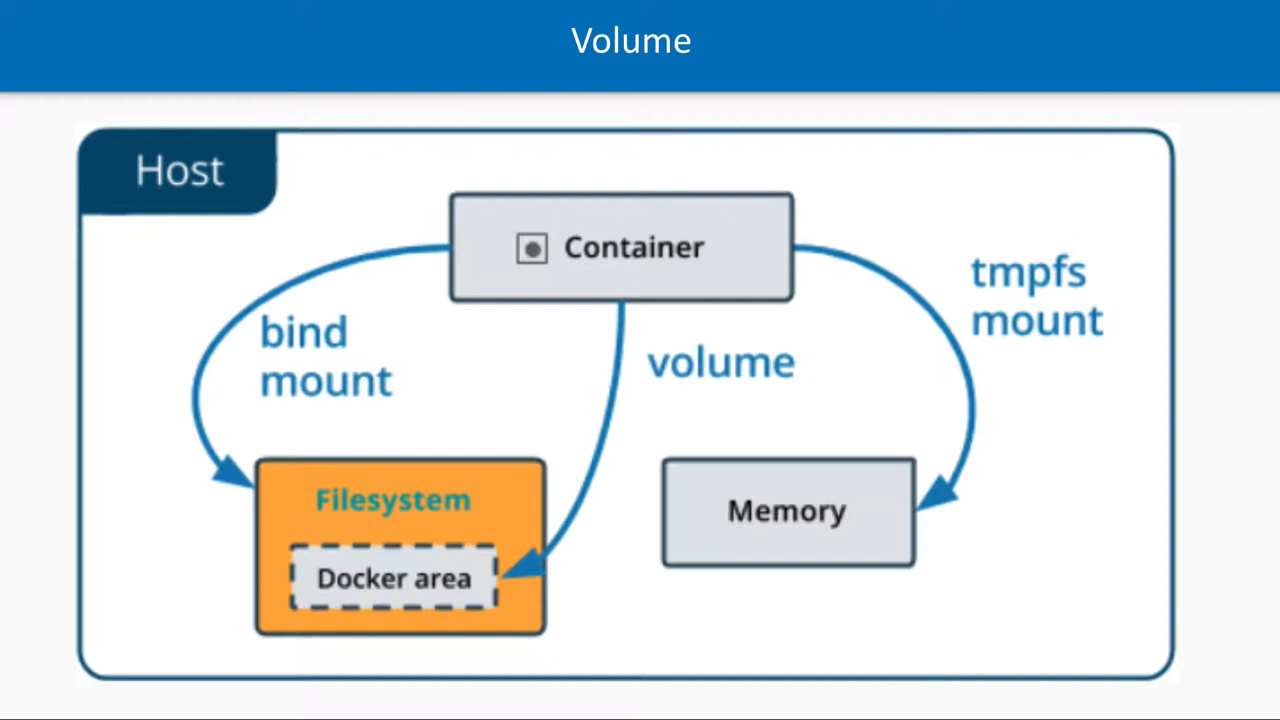 Volume
Host
Container
bind
mount
volume
tmpfs
mount
Filesystem
Docker area
Memory